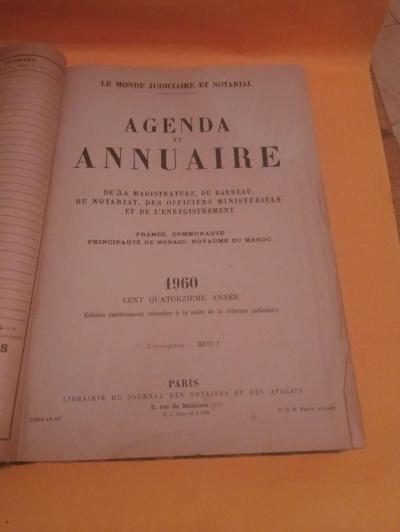 LE MONDE JUDICIAIRE ET NOTARIAL
AGENDA
ET
ANNUAIRE
DE LA MAGISTRATURE, DU BARREAU,
DU NOTARIAT, DES OFFICIERS MINISTÉRIELS
ET DE L'ENREGISTREMENT
FRANCE, COMMUNAUTÉ
PRINCIPAUTÉ DE MONACO, ROYAUME DU MAROC
1960
CENT QUATORZIÈME ANNÉE
Edition entièrement refondue à la suite de la réforme judiciaire
L'exemplaire
PARIS
LIBRAIRIE DU JOURNAL DES NOTAIRES ET DES AVOCATS
6, rue de Mézières